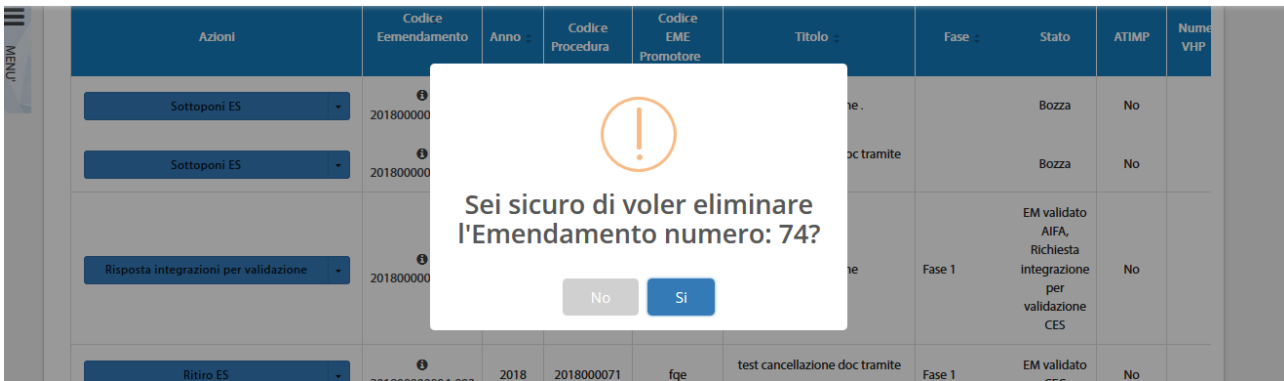 MENU'
Azioni
Codice
Eemendamento
Anno
Codice
Procedura
Codice
EME
Promotore
Titolo
Fase
Stato
ATIMP
VHP
Sottoponi ES
Bozza
No
Sottoponi ES
oc tramite
Bozza
No
Risposta integrazioni per validazione
Fase 1
EM validato
AIFA,
Richiesta
integrazione
per
validazione
CES
No
Sei sicuro di voler eliminare
l'Emendamento numero: 74?
No
Si
Ritiro ES
2018
2018000071
fqe
test cancellazione doc tramite
Fase 1
EM validato
No